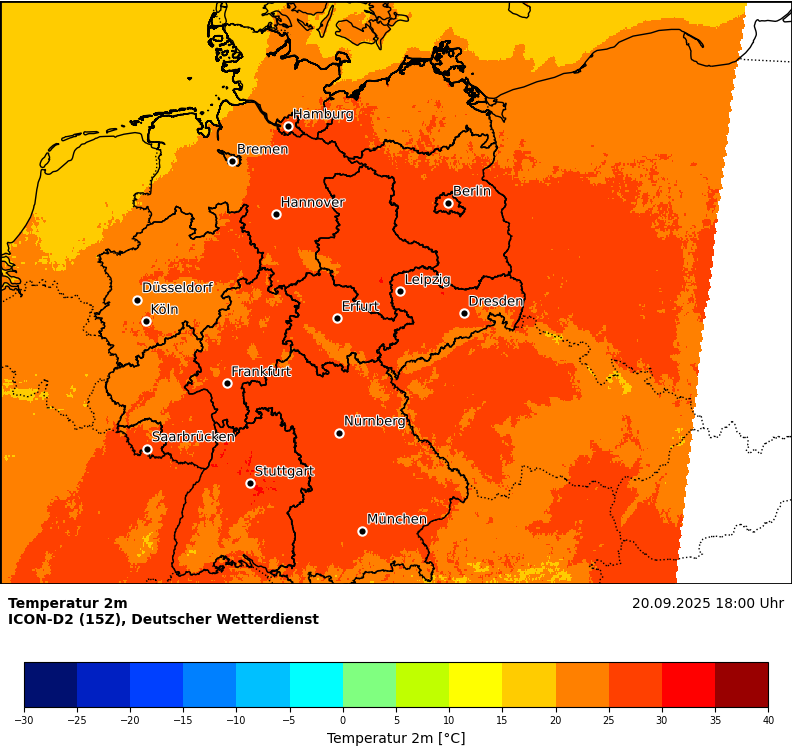 Hamburg
Bremen
Berlin
Hannover
Leipzig
Düsseldorf
Dresden
Köln
Erfurt
Frankfurt
Nürnberg
Saarbrücken
Stuttgart
München
Temperatur 2m
20.09.2025 18:00 Uhr
ICON-D2 (15Z), Deutscher Wetterdienst
−30 −25 −20 −15 −10 −5 0 5 10 15 20 25 30 35 40
Temperatur 2m [°C]